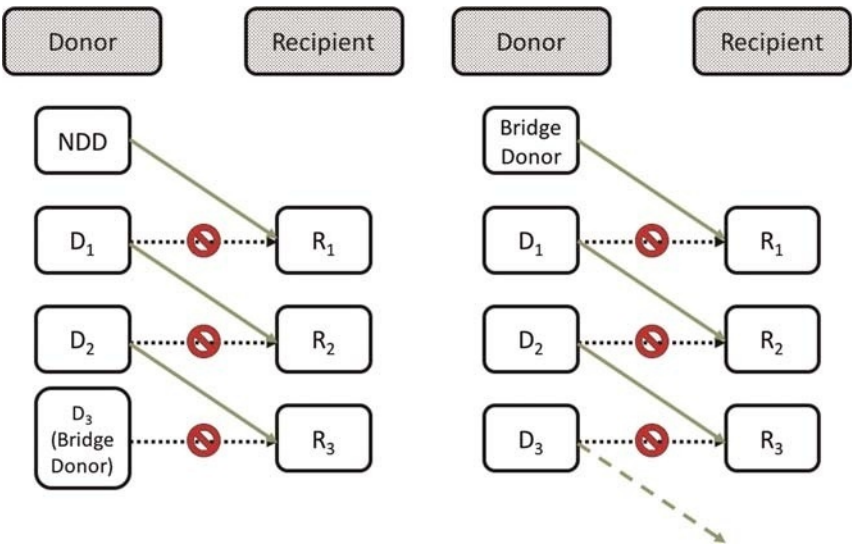 Donor
Recipient
NDD
D₁
R₁
D₂
R₂
D₃
(Bridge
Donor)
R₃
Donor
Recipient
Bridge
Donor
D₁
R₁
D₂
R₂
D₃
R₃